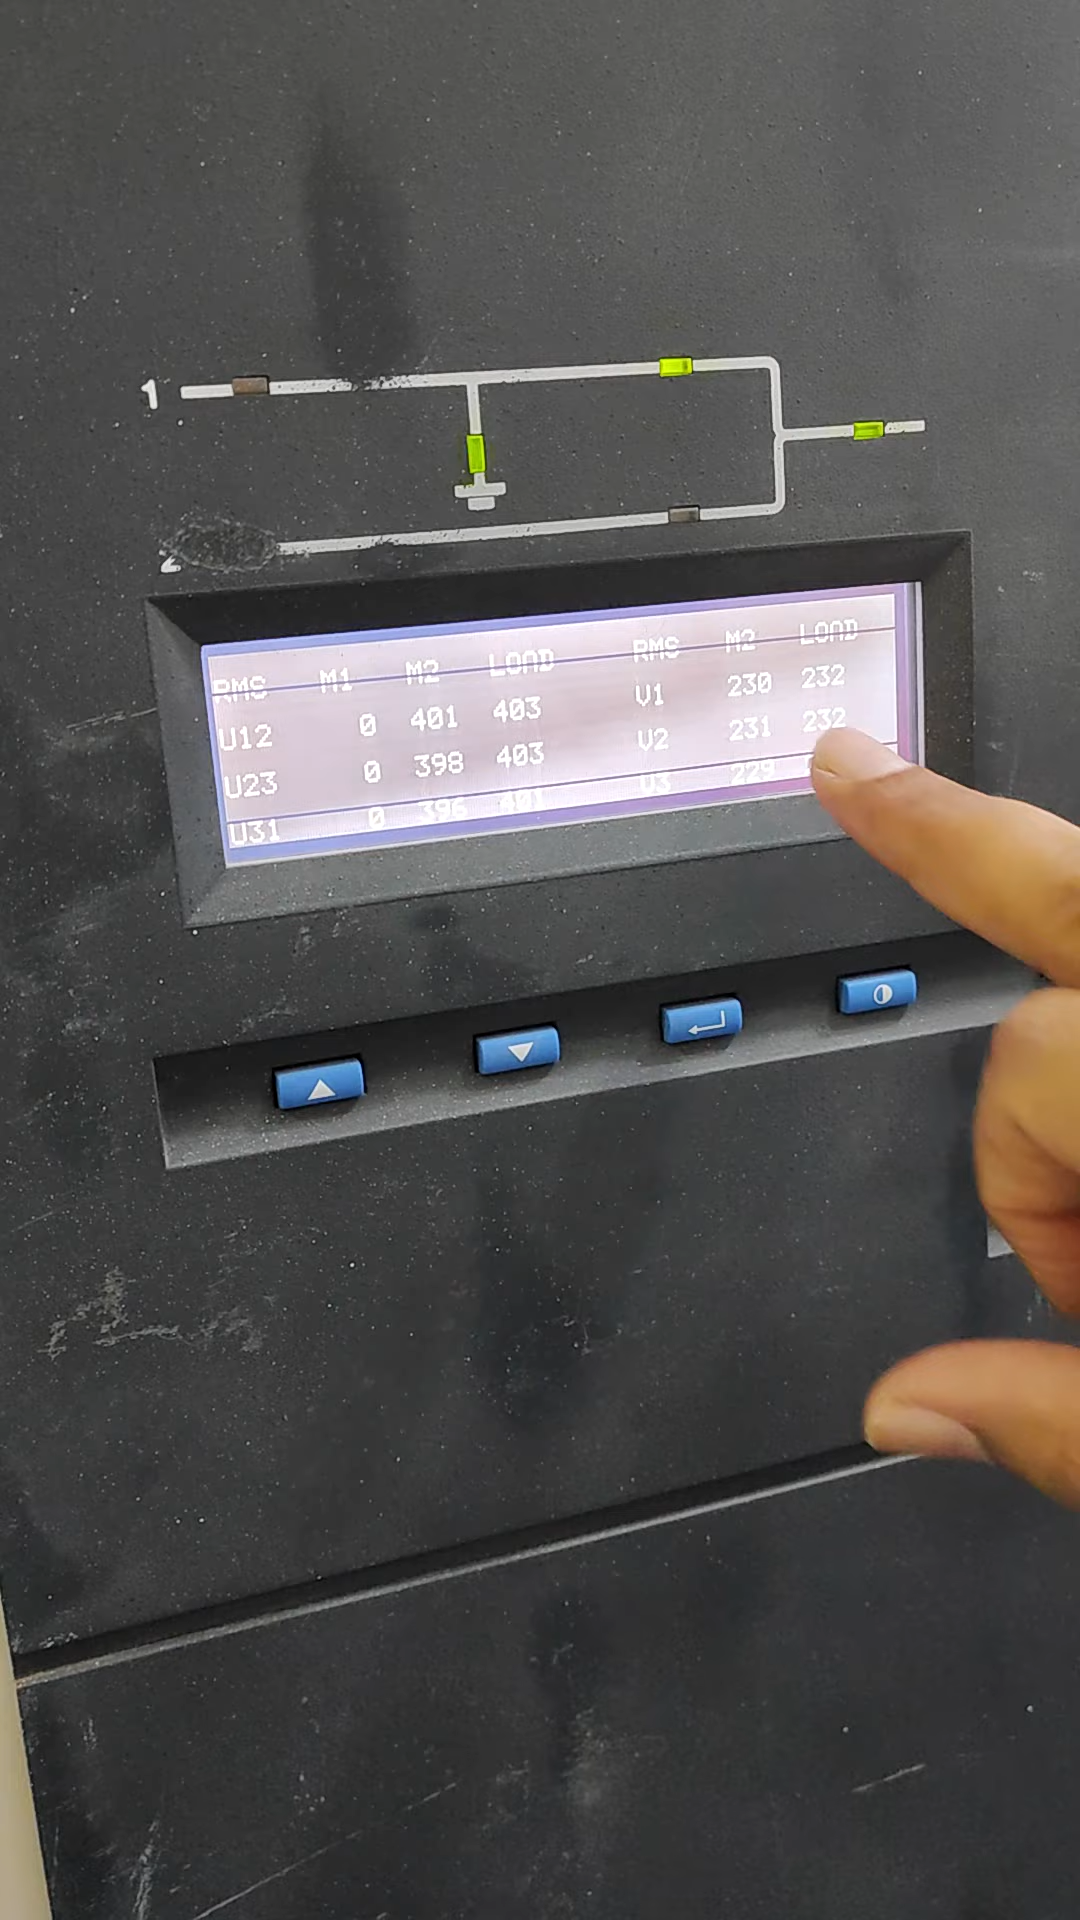 1
2
RMS M1 M2 LOAD RMS M2 LOAD
U12 0 401 403 V1 230 232
U23 0 398 403 V2 231 232
U31 0 396 401 V3 229